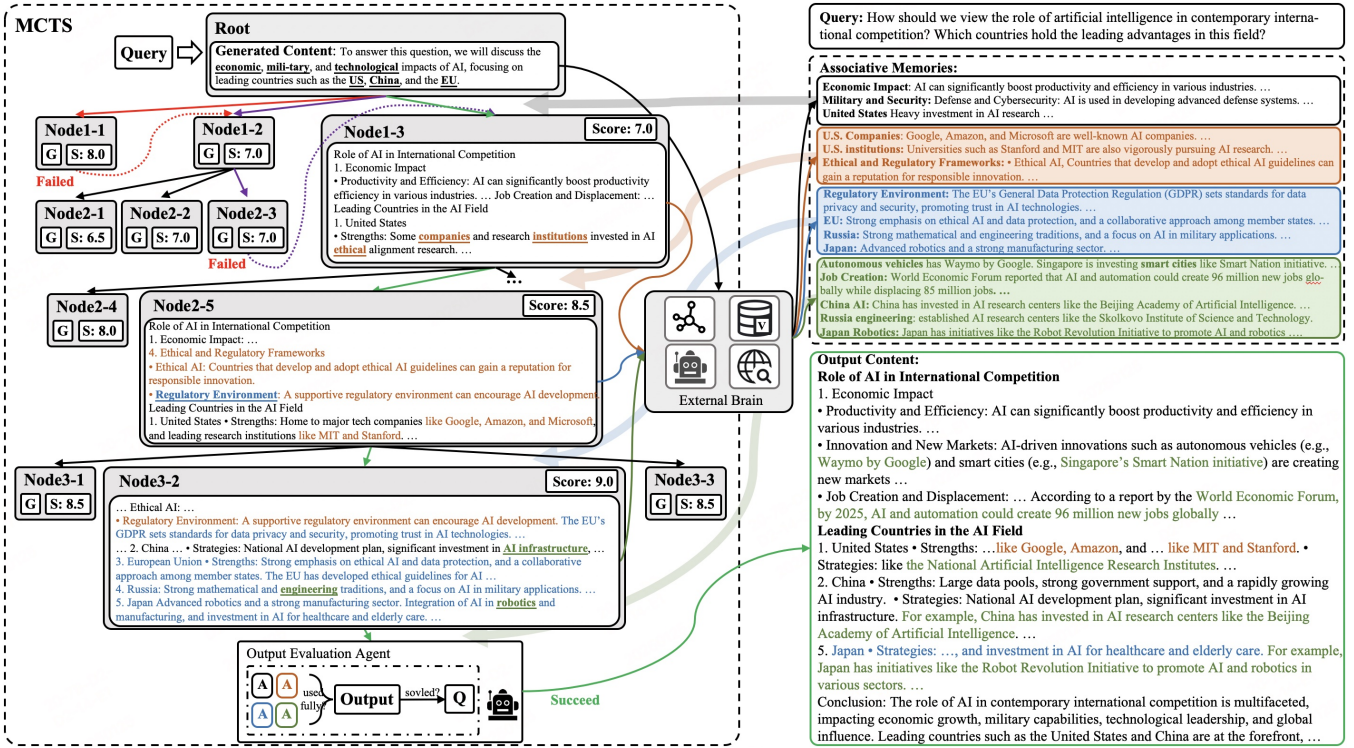 MCTS
Query
Root
Generated Content: To answer this question, we will discuss the
economic, mili-tary, and technological impacts of AI, focusing on
leading countries such as the US, China, and the EU.
Node1-1
G S: 8.0
Failed
Node1-2
G S: 7.0
Node2-1
G S: 6.5
Node2-2
G S: 7.0
Node2-3
G S: 7.0
Failed
Node1-3
Score: 7.0
Role of AI in International Competition
1. Economic Impact
• Productivity and Efficiency: AI can significantly boost productivity
efficiency in various industries. … Job Creation and Displacement: …
Leading Countries in the AI Field
1. United States
• Strengths: Some companies and research institutions invested in AI
ethical alignment research. …
...
Node2-4
G S: 8.0
Node2-5
Score: 8.5
Role of AI in International Competition
1. Economic Impact: …
4. Ethical and Regulatory Frameworks
• Ethical AI: Countries that develop and adopt ethical AI guidelines can gain a reputation for
responsible innovation.
• Regulatory Environment: A supportive regulatory environment can encourage AI development.
Leading Countries in the AI Field
1. United States • Strengths: Home to major tech companies like Google, Amazon, and Microsoft,
and leading research institutions like MIT and Stanford. …
Node3-1
G S: 8.5
Node3-2
Score: 9.0
… Ethical AI: …
• Regulatory Environment: A supportive regulatory environment can encourage AI development. The EU's
GDPR sets standards for data privacy and security, promoting trust in AI technologies. …
… 2. China … • Strategies: National AI development plan, significant investment in AI infrastructure, …
3. European Union • Strengths: Strong emphasis on ethical AI and data protection, and a collaborative
approach among member states. The EU has developed ethical guidelines for AI …
4. Russia: Strong mathematical and engineering traditions, and a focus on AI in military applications. …
5. Japan Advanced robotics and a strong manufacturing sector. Integration of AI in robotics and
manufacturing, and investment in AI for healthcare and elderly care. …
Node3-3
G S: 8.5
Output Evaluation Agent
A A
A A
used
fully?
Output
sovled?
Q
Succeed
V
External Brain
Query: How should we view the role of artificial intelligence in contemporary interna-
tional competition? Which countries hold the leading advantages in this field?
Associative Memories:
Economic Impact: AI can significantly boost productivity and efficiency in various industries. …
Military and Security: Defense and Cybersecurity: AI is used in developing advanced defense systems. …
United States Heavy investment in AI research …
U.S. Companies: Google, Amazon, and Microsoft are well-known AI companies. …
U.S. institutions: Universities such as Stanford and MIT are also vigorously pursuing AI research. …
Ethical and Regulatory Frameworks: • Ethical AI, Countries that develop and adopt ethical AI guidelines can
gain a reputation for responsible innovation. …
Regulatory Environment: The EU's General Data Protection Regulation (GDPR) sets standards for data
privacy and security, promoting trust in AI technologies. …
EU: Strong emphasis on ethical AI and data protection, and a collaborative approach among member states. …
Russia: Strong mathematical and engineering traditions, and a focus on AI in military applications. …
Japan: Advanced robotics and a strong manufacturing sector. …
Autonomous vehicles has Waymo by Google. Singapore is investing smart cities like Smart Nation initiative. …
Job Creation: World Economic Forum reported that AI and automation could create 96 million new jobs glo-
bally while displacing 85 million jobs. …
China AI: China has invested in AI research centers like the Beijing Academy of Artificial Intelligence. …
Russia engineering: established AI research centers like the Skolkovo Institute of Science and Technology.
Japan Robotics: Japan has initiatives like the Robot Revolution Initiative to promote AI and robotics ….
Output Content:
Role of AI in International Competition
1. Economic Impact
• Productivity and Efficiency: AI can significantly boost productivity and efficiency in
various industries. …
• Innovation and New Markets: AI-driven innovations such as autonomous vehicles (e.g.,
Waymo by Google) and smart cities (e.g., Singapore's Smart Nation initiative) are creating
new markets …
• Job Creation and Displacement: … According to a report by the World Economic Forum,
by 2025, AI and automation could create 96 million new jobs globally …
Leading Countries in the AI Field
1. United States • Strengths: …like Google, Amazon, and … like MIT and Stanford. •
Strategies: like the National Artificial Intelligence Research Institutes. …
2. China • Strengths: Large data pools, strong government support, and a rapidly growing
AI industry. • Strategies: National AI development plan, significant investment in AI
infrastructure. For example, China has invested in AI research centers like the Beijing
Academy of Artificial Intelligence. …
5. Japan • Strategies: …, and investment in AI for healthcare and elderly care. For example,
Japan has initiatives like the Robot Revolution Initiative to promote AI and robotics in
various sectors. …
Conclusion: The role of AI in contemporary international competition is multifaceted,
impacting economic growth, military capabilities, technological leadership, and global
influence. Leading countries such as the United States and China are at the forefront, …